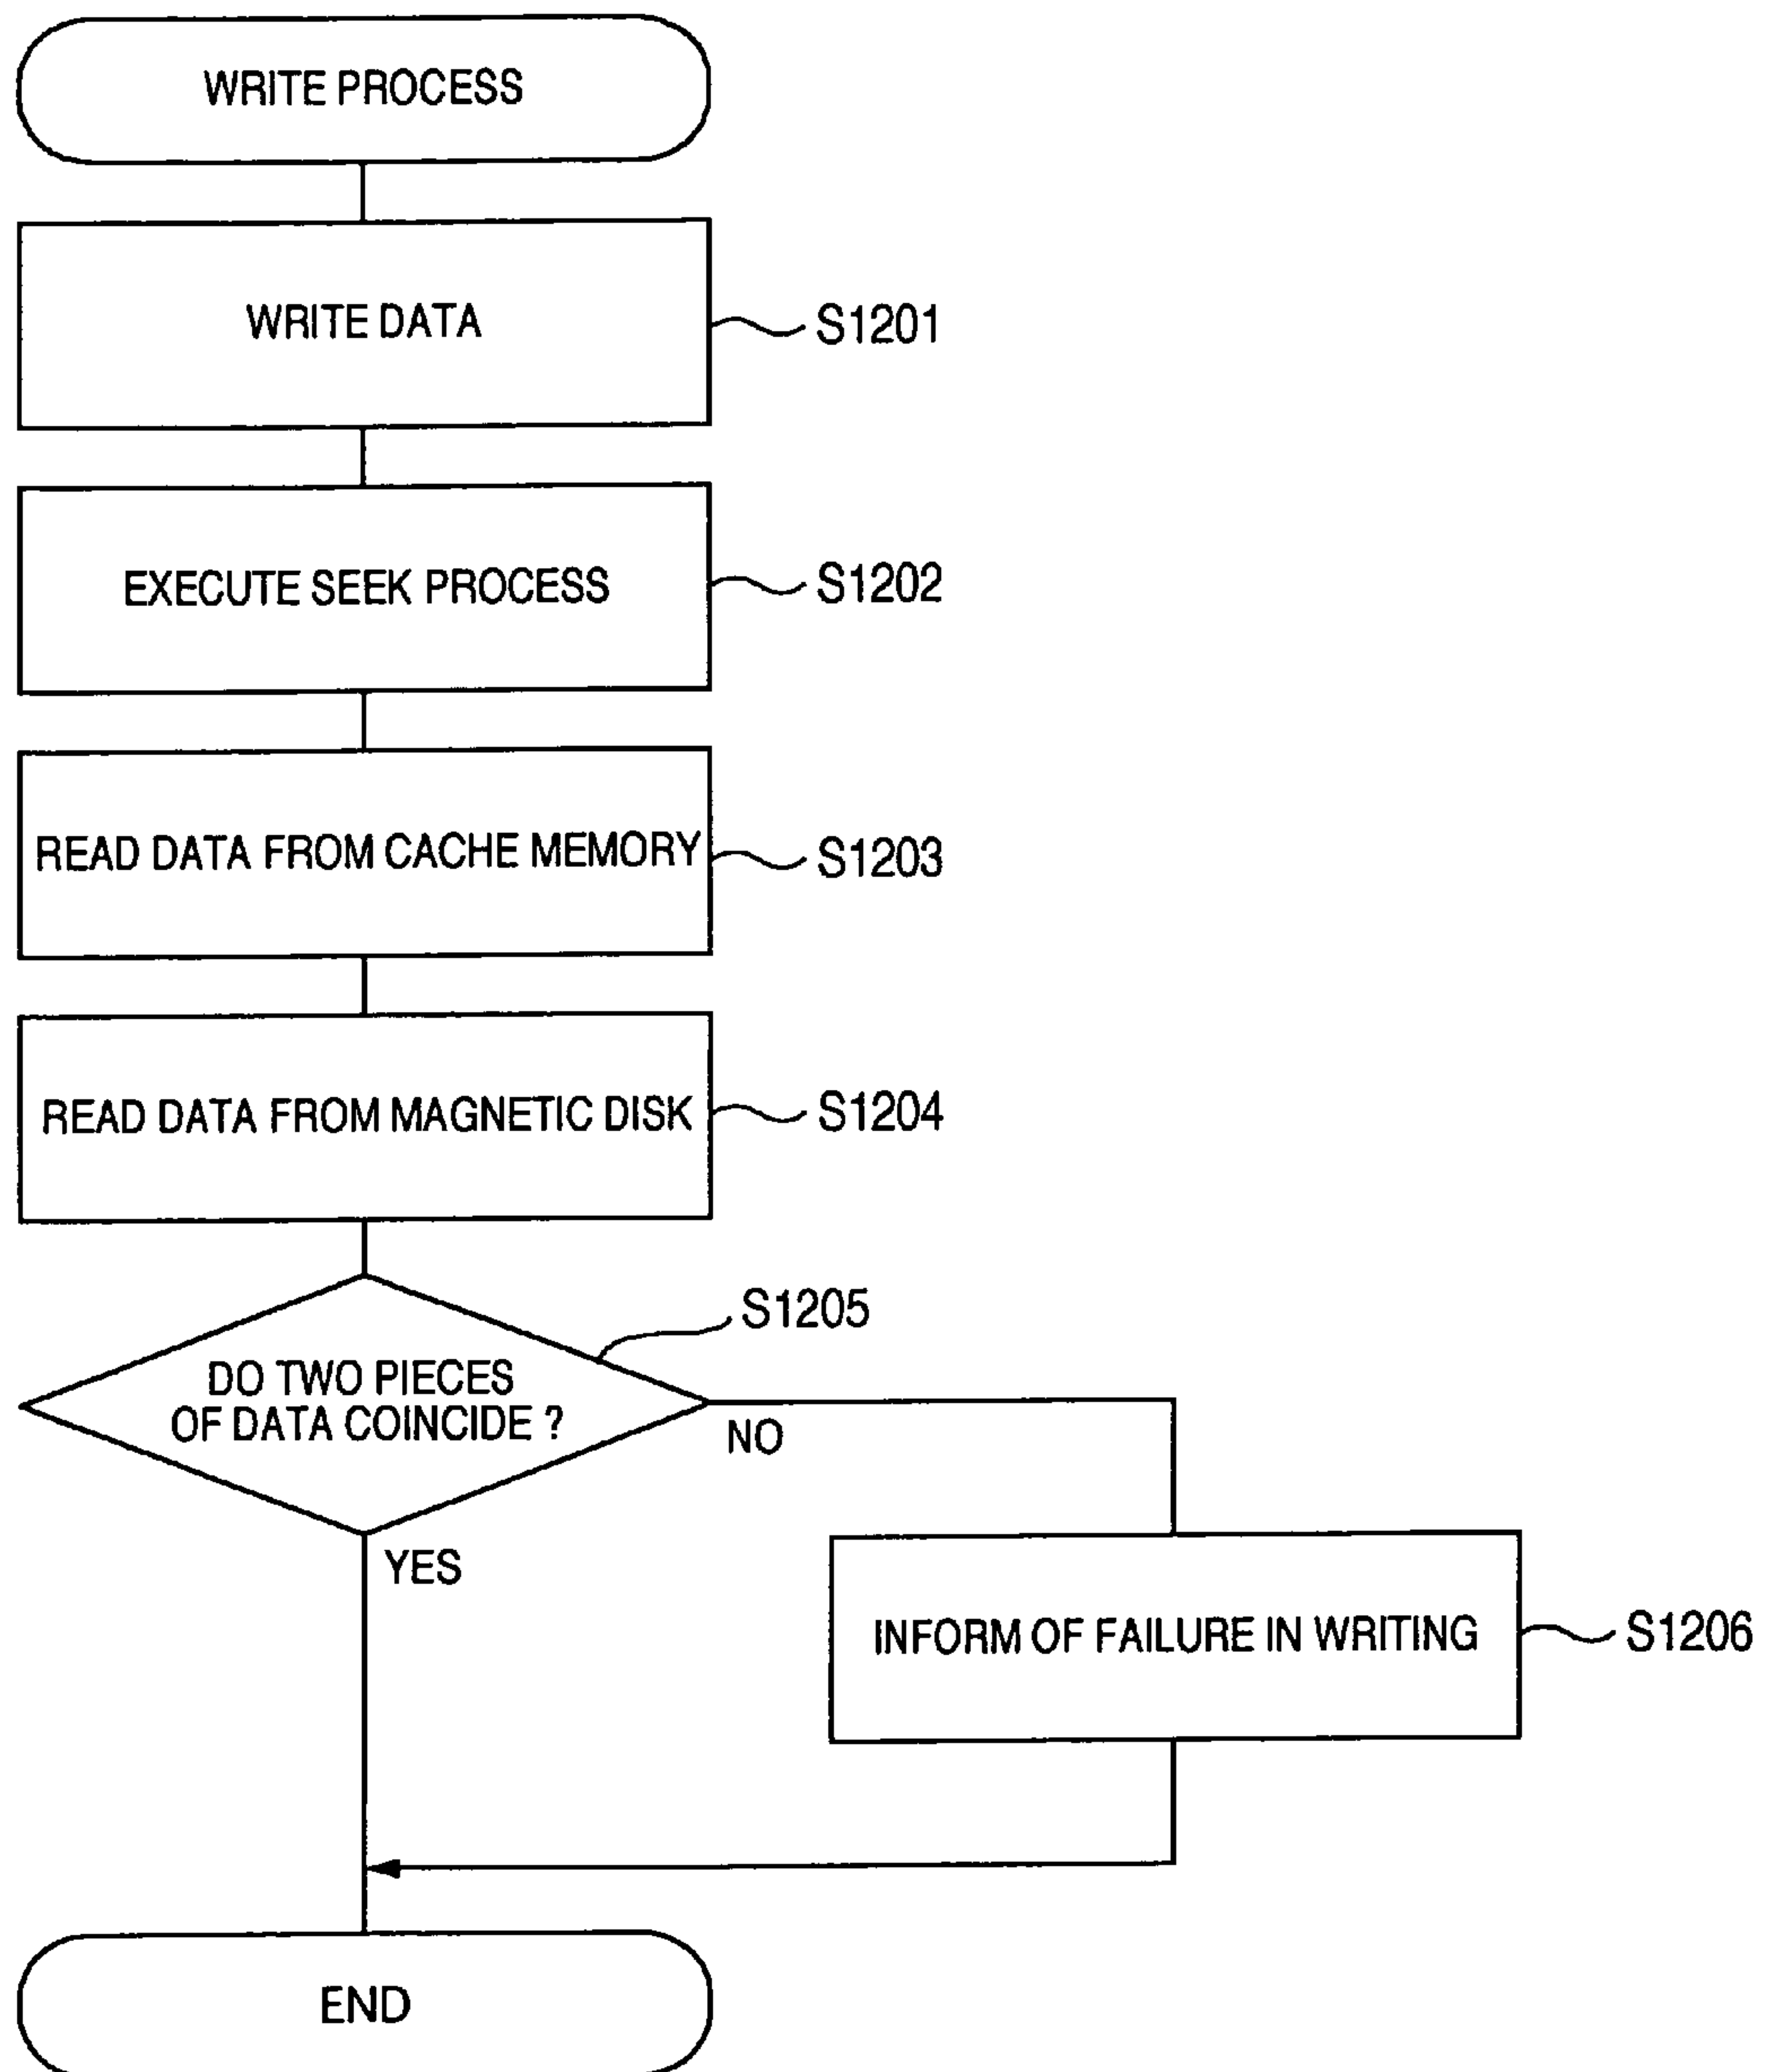 WRITE PROCESS
WRITE DATA
S1201
EXECUTE SEEK PROCESS
S1202
READ DATA FROM CACHE MEMORY
S1203
READ DATA FROM MAGNETIC DISK
S1204
S1205
DO TWO PIECES
OF DATA COINCIDE ?
NO
YES
INFORM OF FAILURE IN WRITING
S1206
END